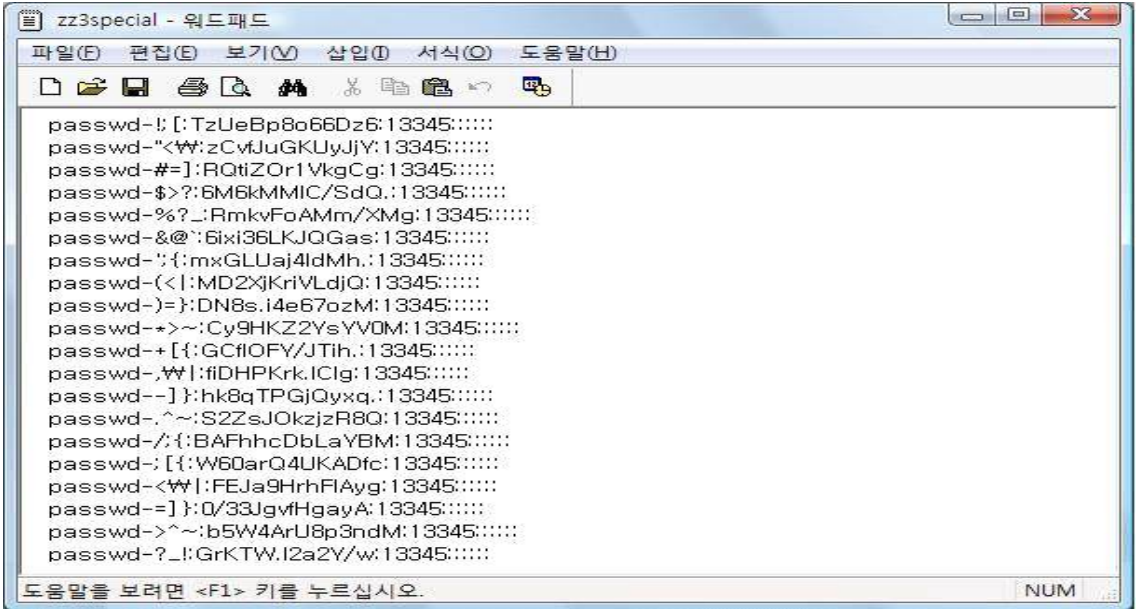 zz3special - 워드패드
파일(F) 편집(E) 보기(V) 삽입(I) 서식(O) 도움말(H)
passwd-!;[:TzUeBp8o66Dz6:13345::::::
passwd-"<₩:zCvfJuGKUyJjY:13345::::::
passwd-#=]:RQtiZOr1VkgCg:13345::::::
passwd-$>?:6M6kMMIC/SdQ.:13345::::::
passwd-%?_:RmkvFoAMm/XMg:13345::::::
passwd-&@`:6ixi36LKJQGas:13345::::::
passwd-';{:mxGLUaj4IdMh.:13345::::::
passwd-(<|:MD2XjKriVLdjQ:13345::::::
passwd-)=}:DN8s.i4e67ozM:13345::::::
passwd-*>~:Cy9HKZ2YsYV0M:13345::::::
passwd-+[{:GCflOFY/JTih.:13345::::::
passwd-,₩|:fiDHPKrk.IClg:13345::::::
passwd--]}:hk8qTPGjQyxq.:13345::::::
passwd-.^~:S2ZsJOkzjzR8Q:13345::::::
passwd-/;{:BAFhhcDbLaYBM:13345::::::
passwd-;[{:W60arQ4UKADfc:13345::::::
passwd-<₩|:FEJa9HrhFlAyg:13345::::::
passwd-=]}:0/33JgvfHgayA:13345::::::
passwd->^~:b5W4ArU8p3ndM:13345::::::
passwd-?_!:GrKTW.I2a2Y/w:13345::::::
도움말을 보려면 <F1> 키를 누르십시오. NUM